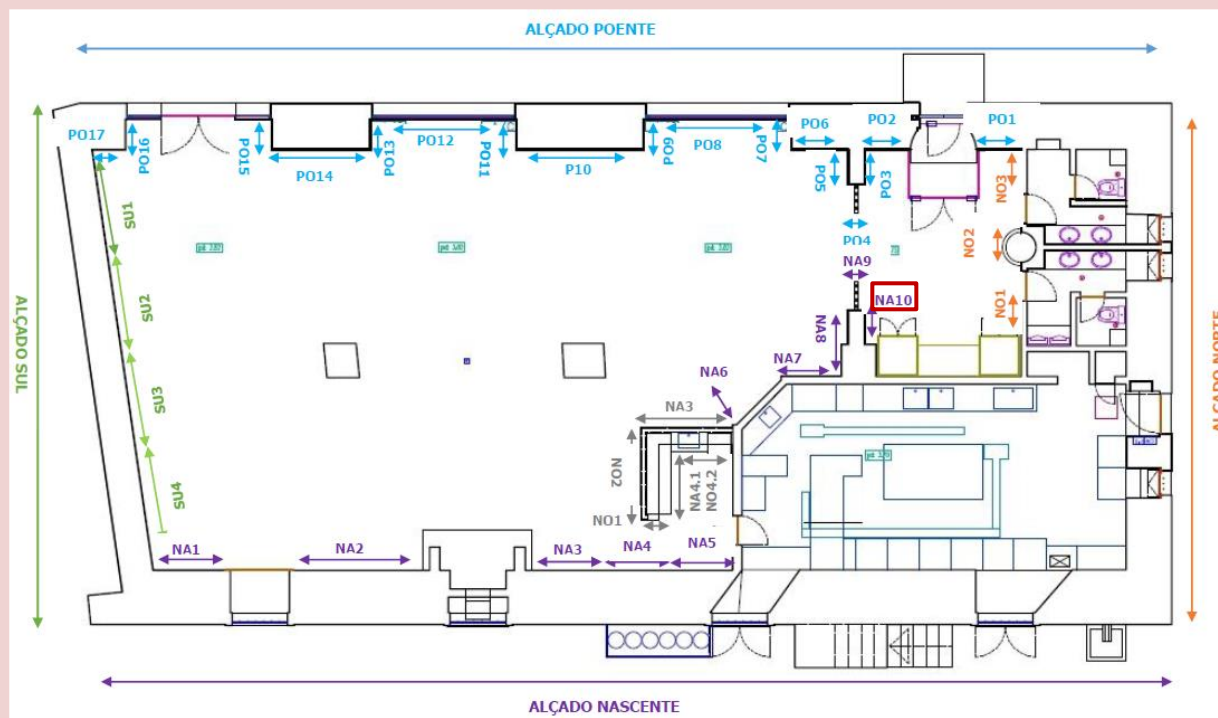 ALÇADO POENTE
PO17
PO16
PO15
PO14
PO13
PO12
PO11
P10
PO9
PO8
PO7
PO6
PO5
PO2
PO3
PO1
NO3
PO4
NO2
NA9
NA10
NO1
SU1
SU2
SU3
SU4
ALÇADO SUL
ALÇADO NORTE
NA8
NA7
NA6
NA3
NO2
NA4.1
NO4.2
NO1
NA1
NA2
NA3
NA4
NA5
ALÇADO NASCENTE